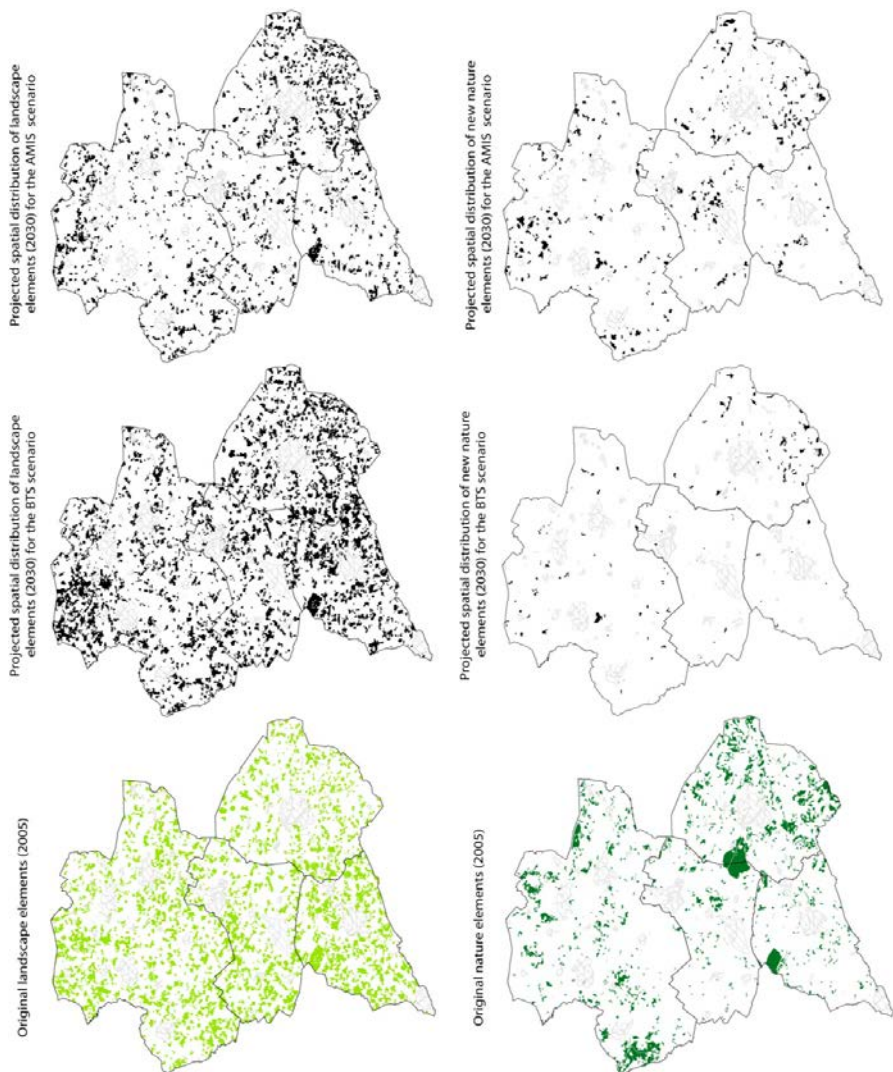 Original landscape elements (2005)
Projected spatial distribution of landscape
elements (2030) for the BTS scenario
Projected spatial distribution of landscape
elements (2030) for the AMIS scenario
Original nature elements (2005)
Projected spatial distribution of new nature
elements (2030) for the BTS scenario
Projected spatial distribution of new nature
elements (2030) for the AMIS scenario